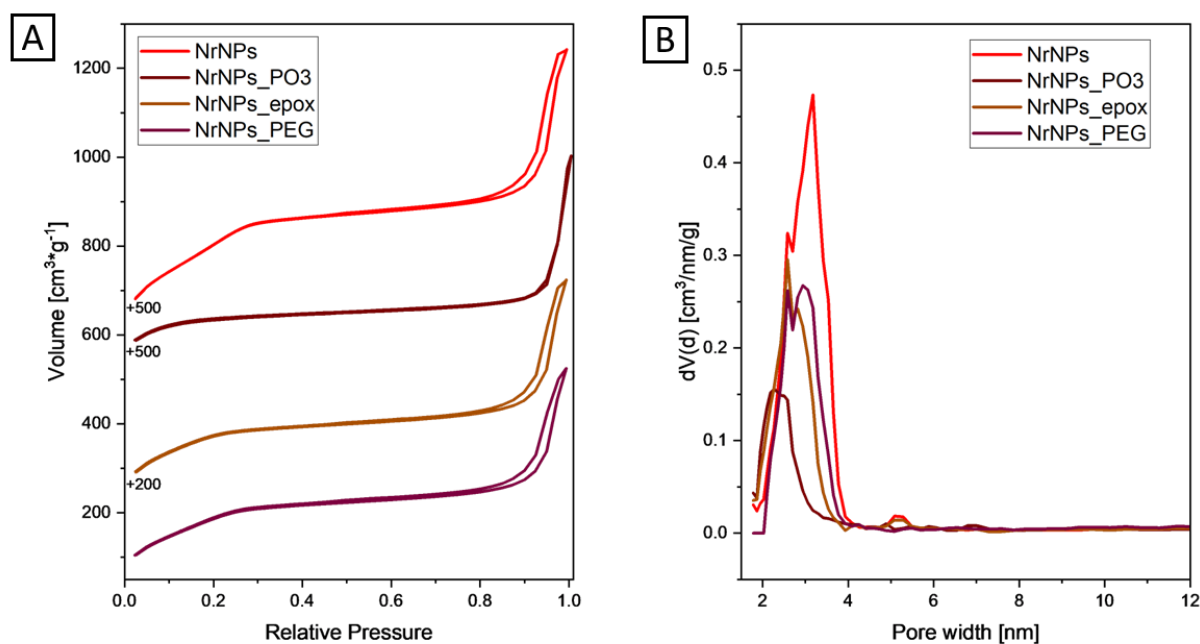 A
NrNPs
NrNPs_PO3
NrNPs_epox
NrNPs_PEG
Volume [cm³*g⁻¹]
1200
1000
800
600
400
200
+500
+500
+200
0.0 0.2 0.4 0.6 0.8 1.0
Relative Pressure
B
NrNPs
NrNPs_PO3
NrNPs_epox
NrNPs_PEG
dV(d) [cm³/nm/g]
0.5
0.4
0.3
0.2
0.1
0.0
2 4 6 8 10 12
Pore width [nm]